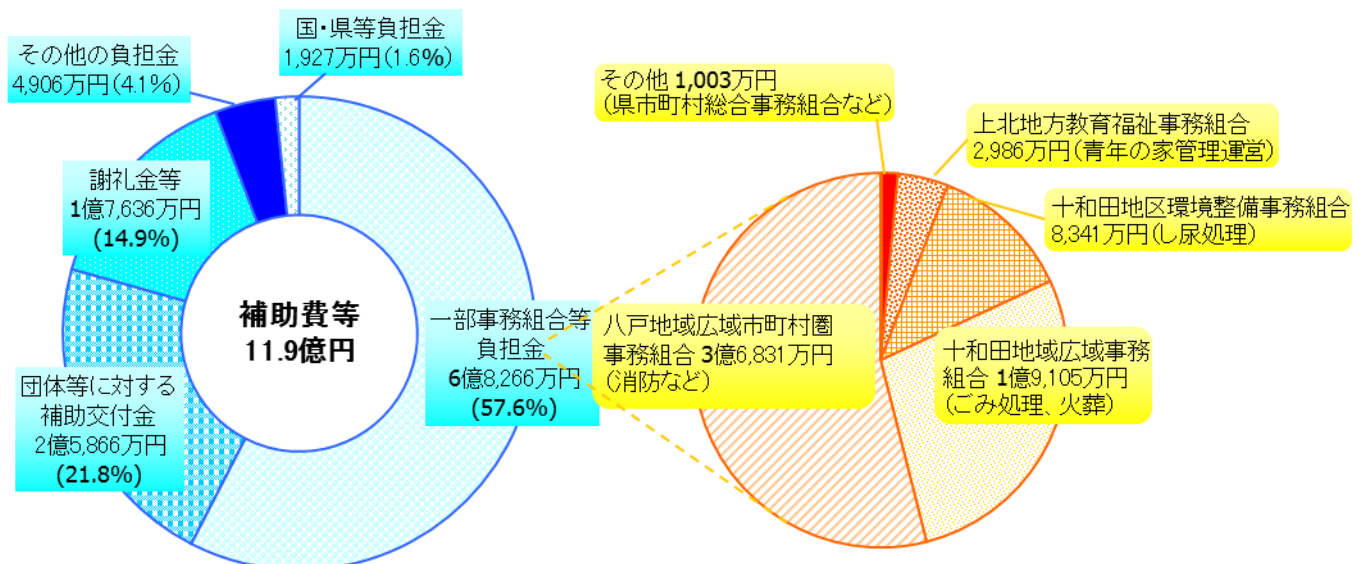 国・県等負担金
1,927万円(1.6%)
その他の負担金
4,906万円(4.1%)
謝礼金等
1億7,636万円
(14.9%)
団体等に対する
補助交付金
2億5,866万円
(21.8%)
補助費等
11.9億円
一部事務組合等
負担金
6億8,266万円
(57.6%)
その他 1,003万円
(県市町村総合事務組合など)
上北地方教育福祉事務組合
2,986万円(青年の家管理運営)
十和田地区環境整備事務組合
8,341万円(し尿処理)
八戸地域広域市町村圏
事務組合 3億6,831万円
(消防など)
十和田地域広域事務
組合 1億9,105万円
(ごみ処理、火葬)